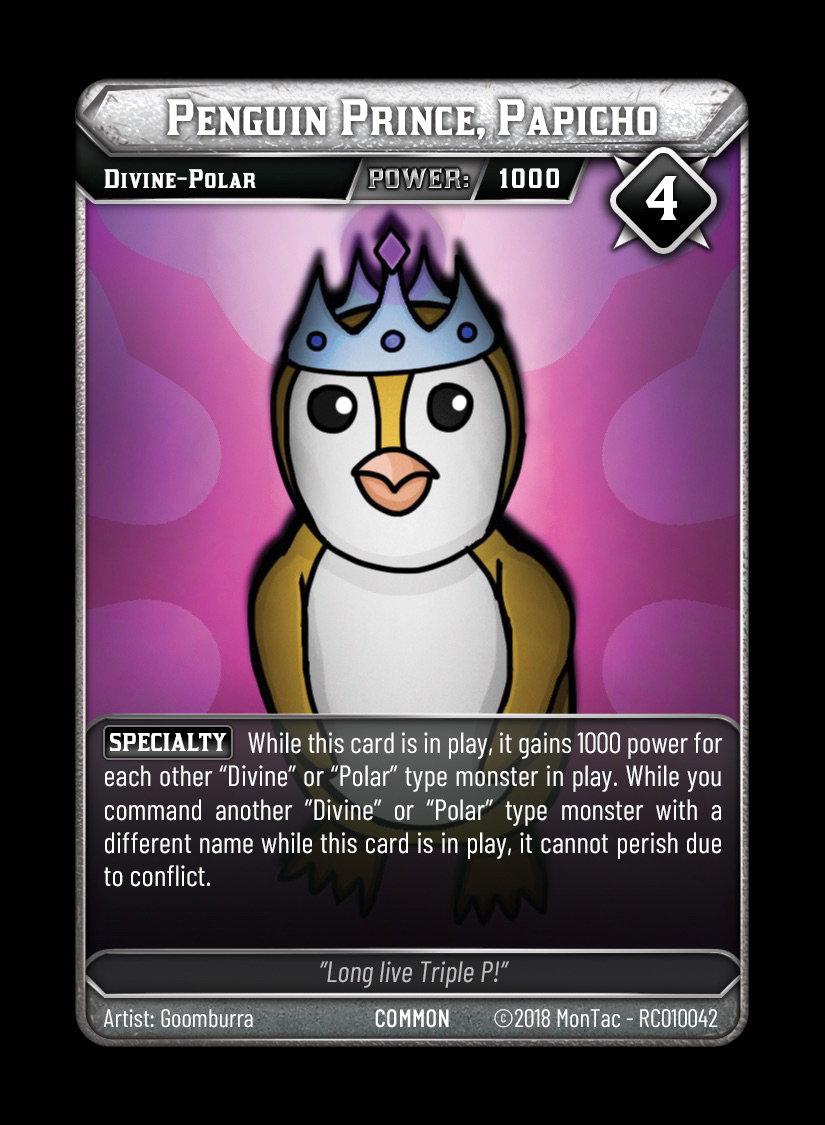 Penguin Prince, Papicho
Divine-Polar POWER: 1000
4
SPECIALTY While this card is in play, it gains 1000 power for
each other "Divine" or "Polar" type monster in play. While you
command another "Divine" or "Polar" type monster with a
different name while this card is in play, it cannot perish due
to conflict.
"Long live Triple P!"
Artist: Goomburra COMMON ©2018 MonTac - RC010042